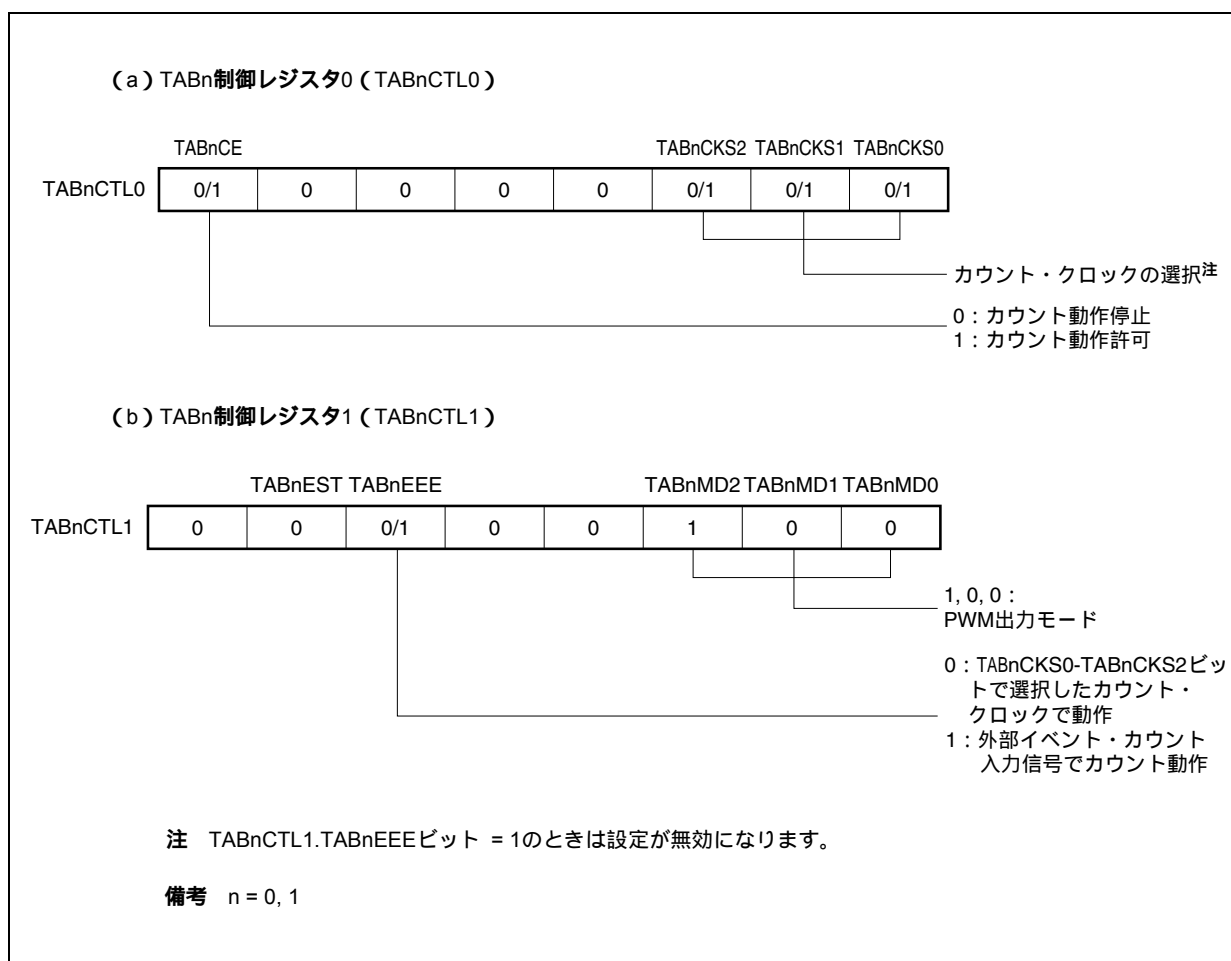 (a)TABn制御レジスタ0(TABnCTL0)
TABnCE TABnCKS2 TABnCKS1 TABnCKS0
TABnCTL0 0/1 0 0 0 0 0/1 0/1 0/1
カウント・クロックの選択注
0:カウント動作停止
1:カウント動作許可
(b)TABn制御レジスタ1(TABnCTL1)
TABnEST TABnEEE TABnMD2 TABnMD1 TABnMD0
TABnCTL1 0 0 0/1 0 0 1 0 0
1, 0, 0:
PWM出力モード
0:TABnCKS0-TABnCKS2ビッ
トで選択したカウント・
クロックで動作
1:外部イベント・カウント
入力信号でカウント動作
注 TABnCTL1.TABnEEEビット = 1のときは設定が無効になります。
備考 n = 0, 1